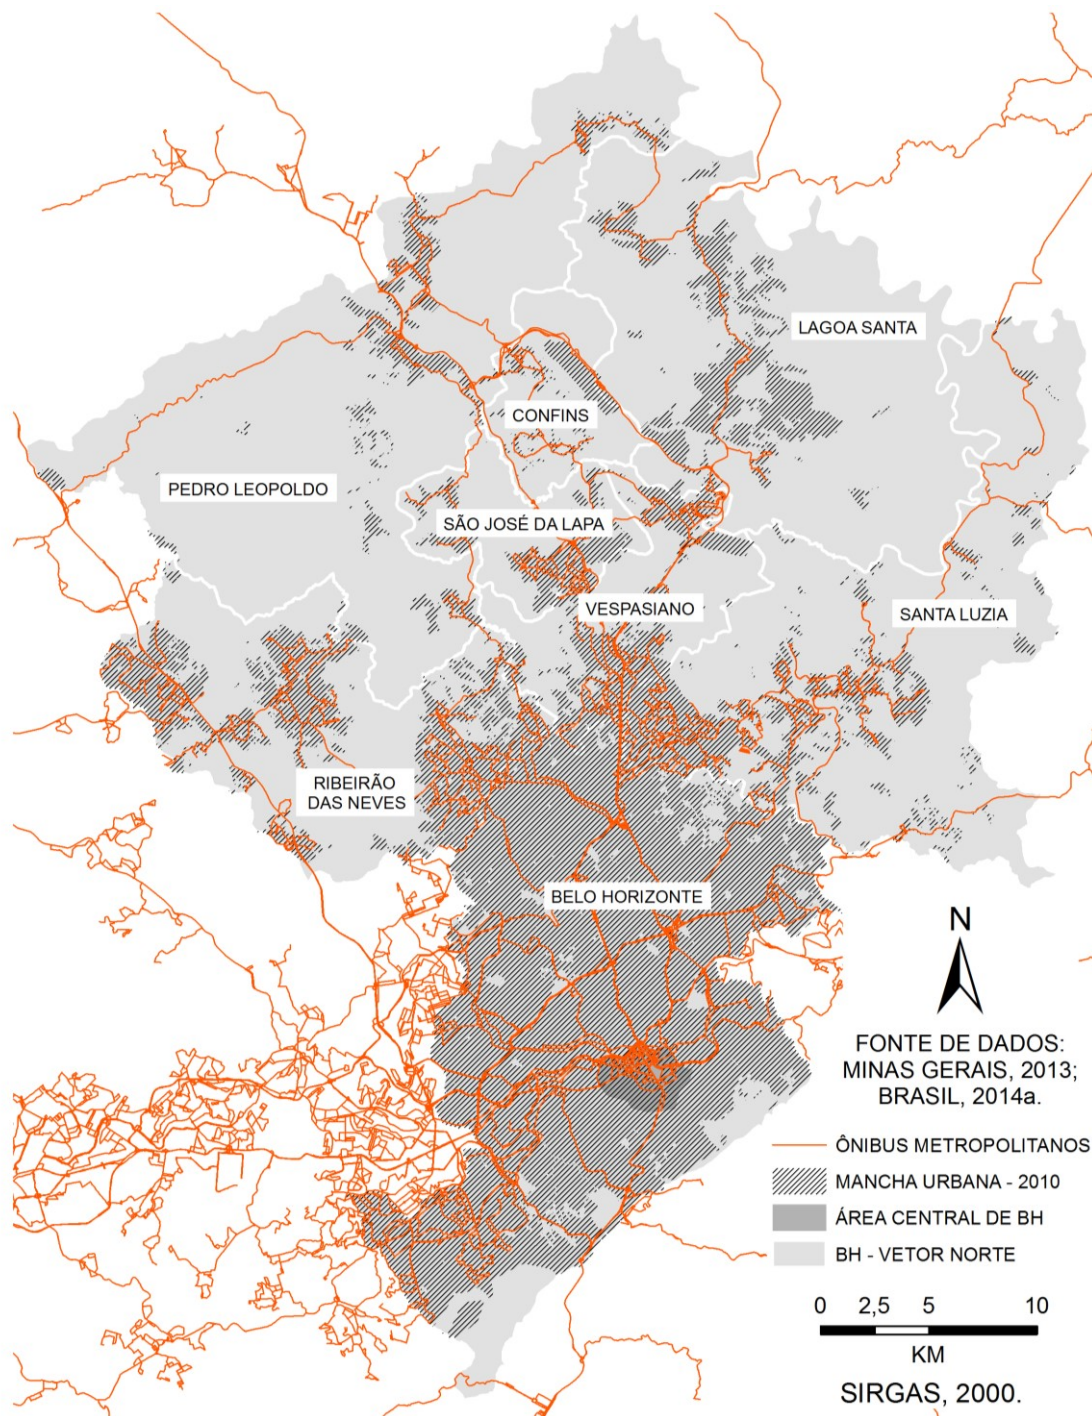 LAGOA SANTA
CONFINS
PEDRO LEOPOLDO
SÃO JOSÉ DA LAPA
VESPASIANO
SANTA LUZIA
RIBEIRÃO
DAS NEVES
BELO HORIZONTE
N
FONTE DE DADOS:
MINAS GERAIS, 2013;
BRASIL, 2014a.
ÔNIBUS METROPOLITANOS
MANCHA URBANA - 2010
ÁREA CENTRAL DE BH
BH - VETOR NORTE
0 2,5 5 10
KM
SIRGAS, 2000.